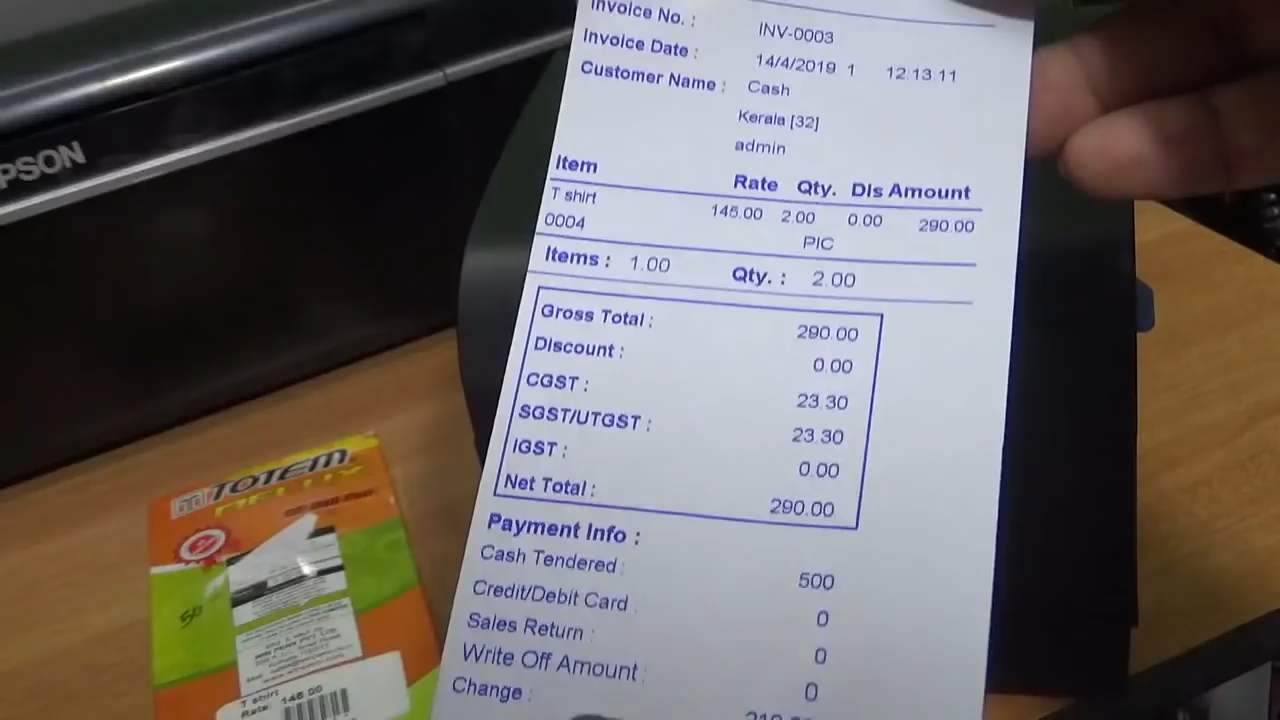 Invoice No. : INV-0003
Invoice Date : 14/4/2019 1 12:13:11
Customer Name : Cash
Kerala [32]
admin
Item Rate Qty. Dis Amount
T shirt 145.00 2.00 0.00 290.00
0004 PIC
Items : 1.00 Qty. : 2.00
Gross Total : 290.00
Discount : 0.00
CGST : 23.30
SGST/UTGST : 23.30
IGST : 0.00
Net Total : 290.00
Payment Info :
Cash Tendered : 500
Credit/Debit Card : 0
Sales Return : 0
Write Off Amount : 0
Change :
PSON
TOTEM
50
T shirt
Rate: 145.00